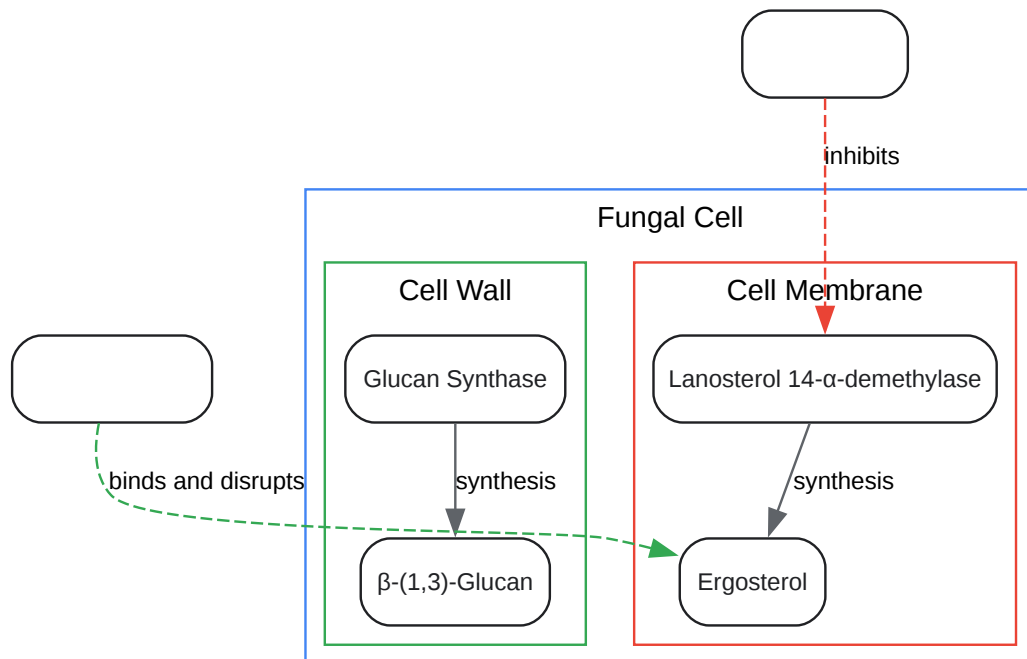 inhibits
Fungal Cell
Cell Wall
Cell Membrane
Glucan Synthase
Lanosterol 14-α-demethylase
binds and disrupts
synthesis
synthesis
β-(1,3)-Glucan
Ergosterol